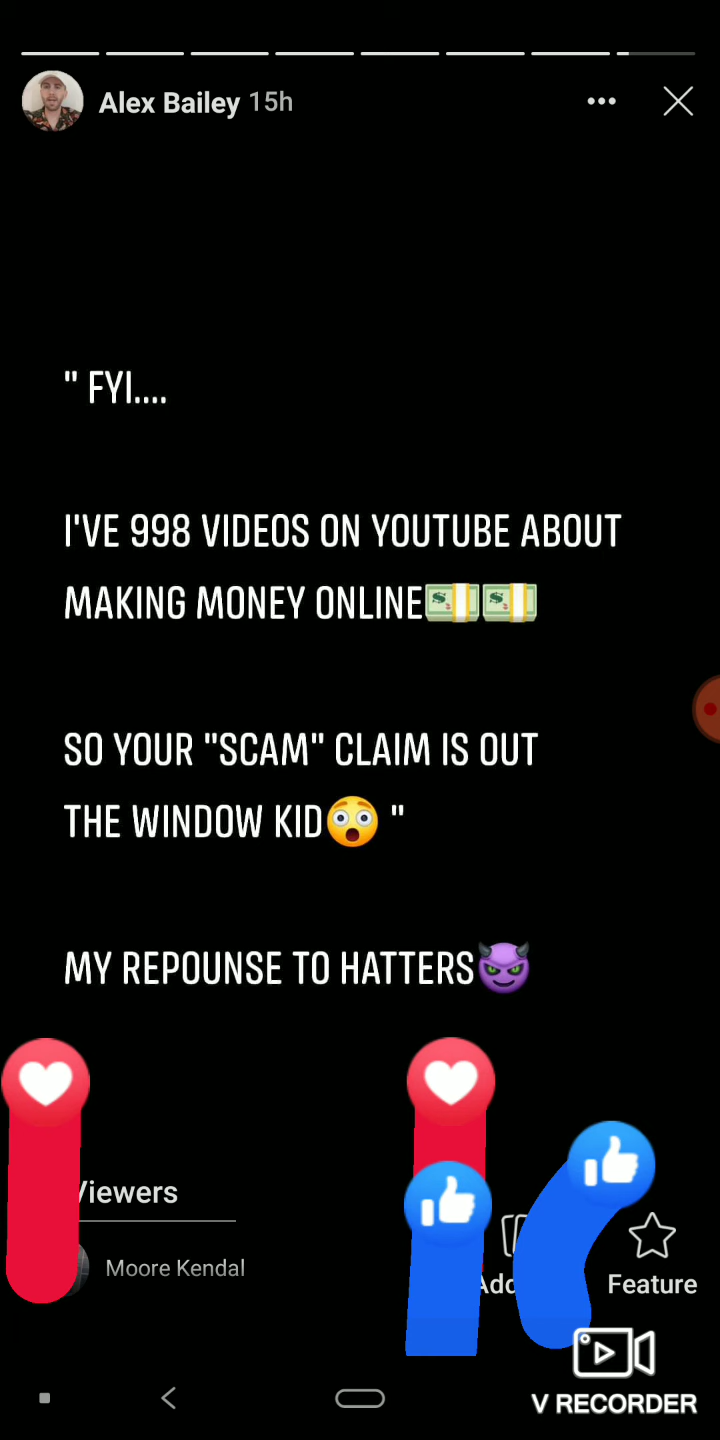 Alex Bailey 15h
" FYI....
I'VE 998 VIDEOS ON YOUTUBE ABOUT
MAKING MONEY ONLINE💵💵
SO YOUR "SCAM" CLAIM IS OUT
THE WINDOW KID😲 "
MY REPOUNSE TO HATTERS😈
Viewers
Moore Kendal
Add
Feature
V RECORDER